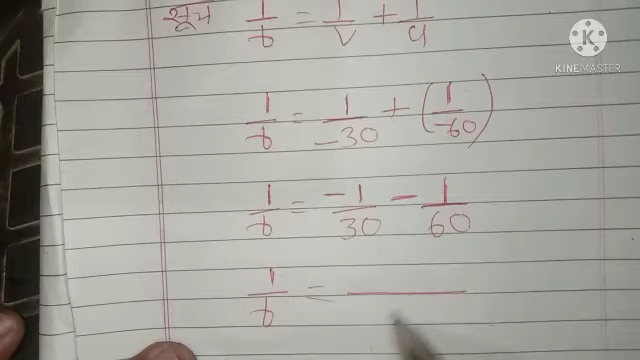 सूत्र 1/f = 1/v + 1/u
KINEMASTER
1/f = 1/-30 + (1/-60)
1/f = -1/30 - 1/60
1/f =